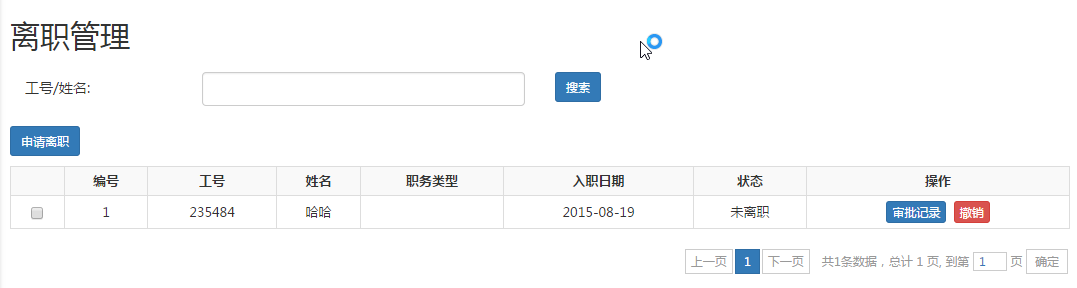 离职管理
工号/姓名: 搜索
申请离职
编号 工号 姓名 职务类型 入职日期 状态 操作
1 235484 哈哈 2015-08-19 未离职 审批记录 撤销
上一页 1 下一页 共1条数据，总计 1 页, 到第 1 页 确定